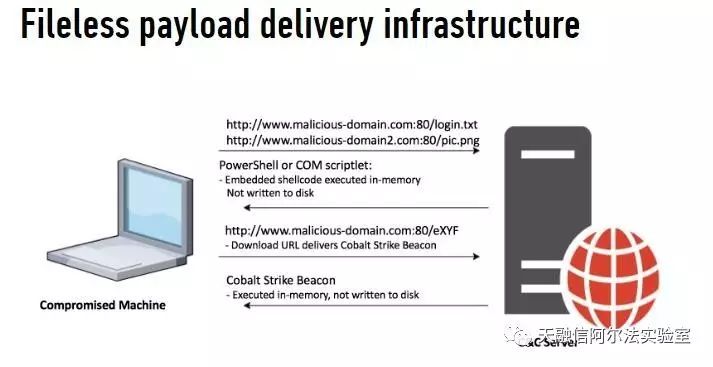 Fileless payload delivery infrastructure
http://www.malicious-domain.com:80/login.txt
http://www.malicious-domain2.com:80/pic.png
PowerShell or COM scriptlet:
- Embedded shellcode executed in-memory
Not written to disk
http://www.malicious-domain.com:80/eXYF
- Download URL delivers Cobalt Strike Beacon
Cobalt Strike Beacon
- Executed in-memory, not written to disk
Compromised Machine
天融信阿尔法实验室
C&C Server